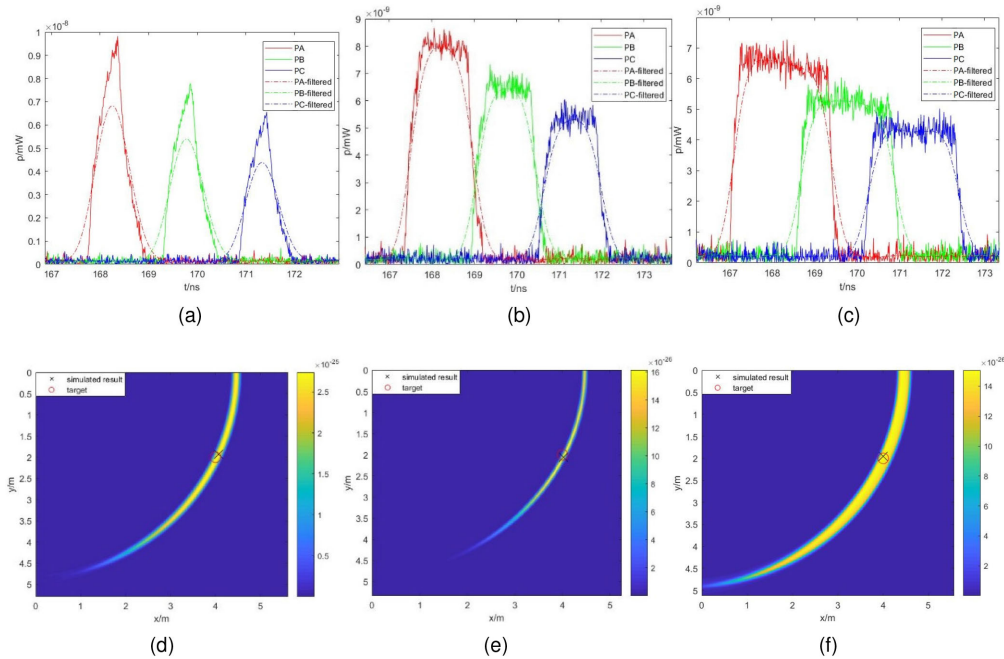 ×10⁻⁸
p/mW
1
0.9
0.8
0.7
0.6
0.5
0.4
0.3
0.2
0.1
0
167 168 169 170 171 172
t/ns
PA
PB
PC
PA-filtered
PB-filtered
PC-filtered
(a)
×10⁻⁹
p/mW
9
8
7
6
5
4
3
2
1
0
167 168 169 170 171 172 173
t/ns
PA
PB
PC
PA-filtered
PB-filtered
PC-filtered
(b)
×10⁻⁹
p/mW
8
7
6
5
4
3
2
1
0
167 168 169 170 171 172 173
t/ns
PA
PB
PC
PA-filtered
PB-filtered
PC-filtered
(c)
×10⁻²⁵
simulated result
target
y/m
0
0.5
1
1.5
2
2.5
3
3.5
4
4.5
5
0 1 2 3 4 5
x/m
2.5
2
1.5
1
0.5
(d)
×10⁻²⁶
simulated result
target
y/m
0
0.5
1
1.5
2
2.5
3
3.5
4
4.5
5
0 1 2 3 4 5
x/m
16
14
12
10
8
6
4
2
(e)
×10⁻²⁶
simulated result
target
y/m
0
0.5
1
1.5
2
2.5
3
3.5
4
4.5
5
0 1 2 3 4 5
x/m
14
12
10
8
6
4
2
(f)